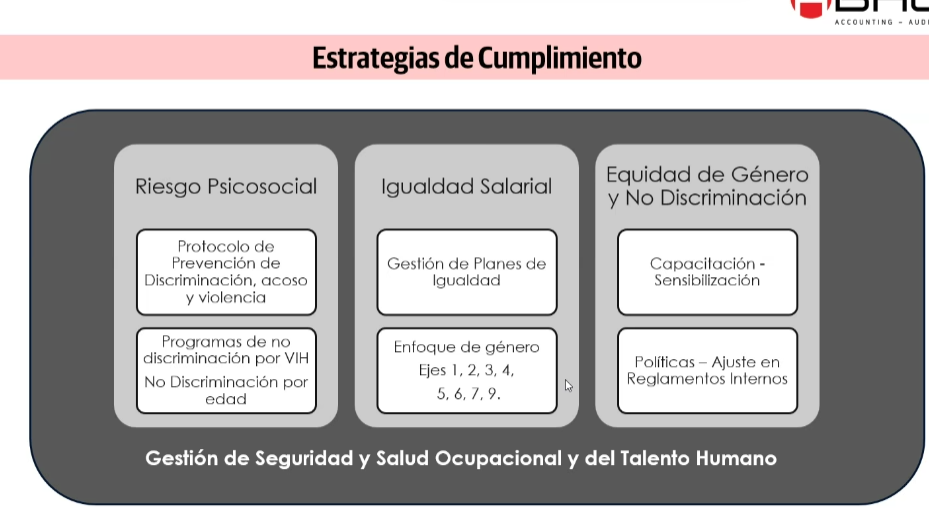 ACCOUNTING – AUDI
Estrategias de Cumplimiento
Riesgo Psicosocial
Protocolo de
Prevención de
Discriminación, acoso
y violencia
Programas de no
discriminación por VIH
No Discriminación por
edad
Igualdad Salarial
Gestión de Planes de
Igualdad
Enfoque de género
Ejes 1, 2, 3, 4,
5, 6, 7, 9.
Equidad de Género
y No Discriminación
Capacitación -
Sensibilización
Políticas – Ajuste en
Reglamentos Internos
Gestión de Seguridad y Salud Ocupacional y del Talento Humano